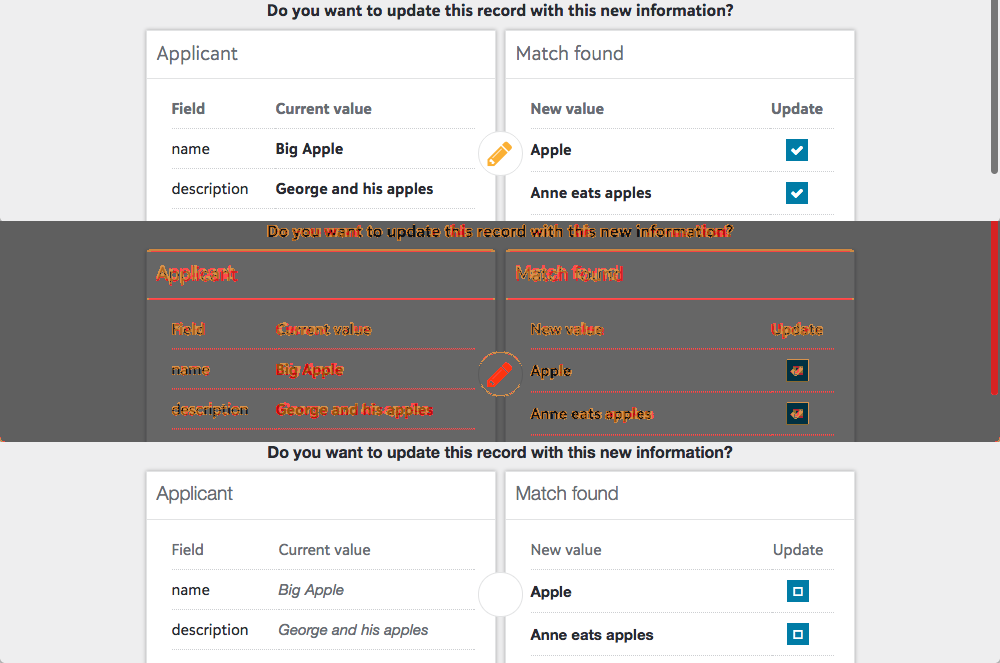 Do you want to update this record with this new information?
Applicant Match found
Field Current value New value Update
name Big Apple Apple
description George and his apples Anne eats apples
Do you want to update this record with this new information?
Applicant Match found
Field Current value New value Update
name Big Apple Apple
description George and his apples Anne eats apples
Do you want to update this record with this new information?
Applicant Match found
Field Current value New value Update
name Big Apple Apple
description George and his apples Anne eats apples